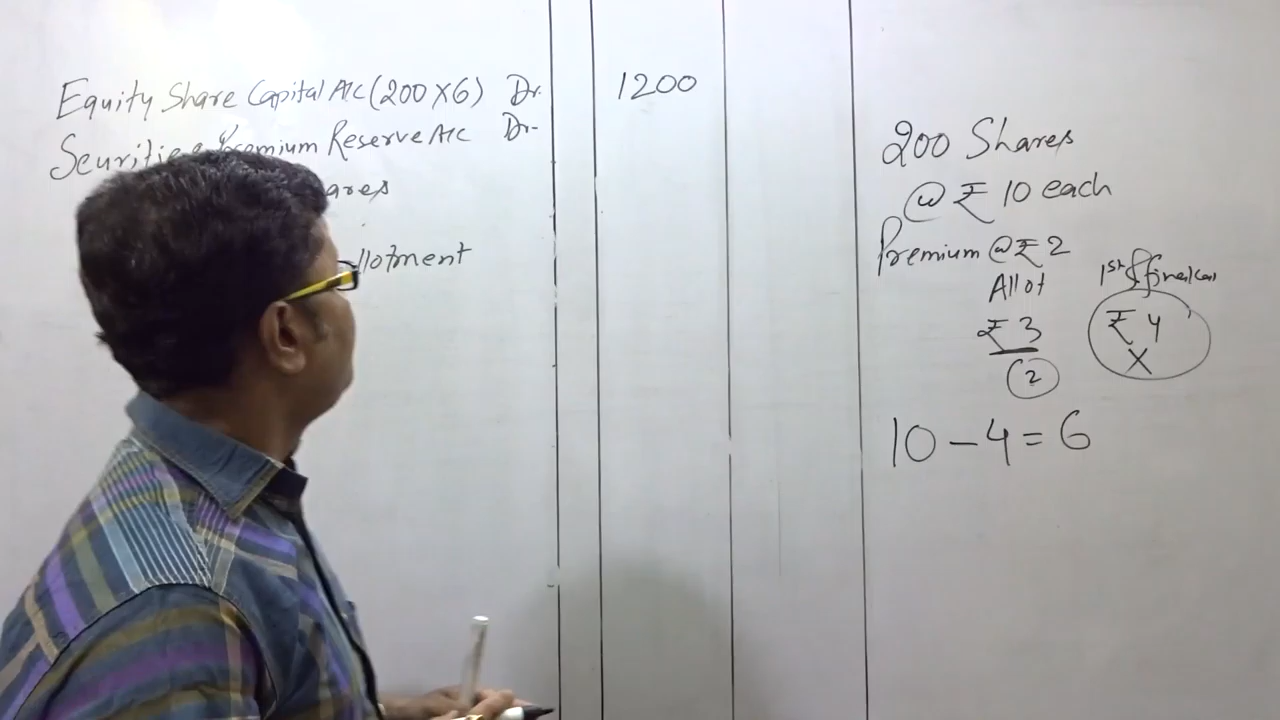 Equity Share Capital A/C (200 X 6) Dr. 1200
Premium Reserve A/C Dr.
ares
llotment
200 Shares
@ ₹ 10 each
Premium @ ₹ 2
Allot 1st & final
₹ 3 ₹ 4
2 X
10 - 4 = 6